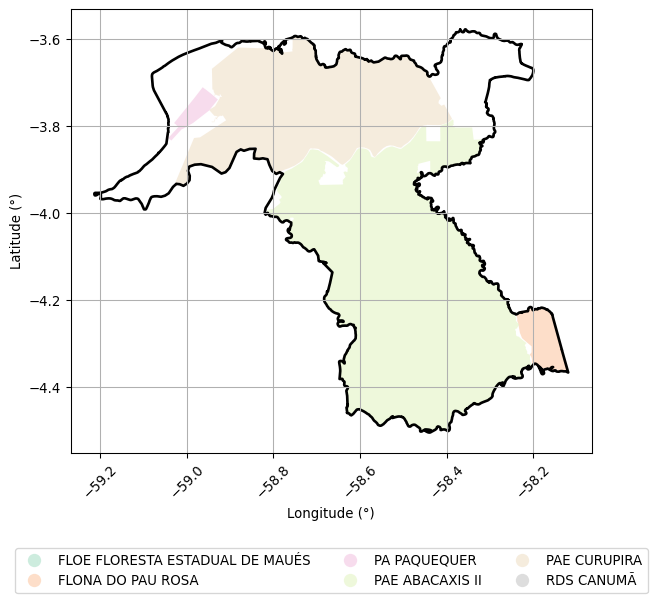 −3.6
−3.8
−4.0
−4.2
−4.4
Latitude (°)
−59.2
−59.0
−58.8
−58.6
−58.4
−58.2
Longitude (°)
FLOE FLORESTA ESTADUAL DE MAUÉS
FLONA DO PAU ROSA
PA PAQUEQUER
PAE ABACAXIS II
PAE CURUPIRA
RDS CANUMÃ